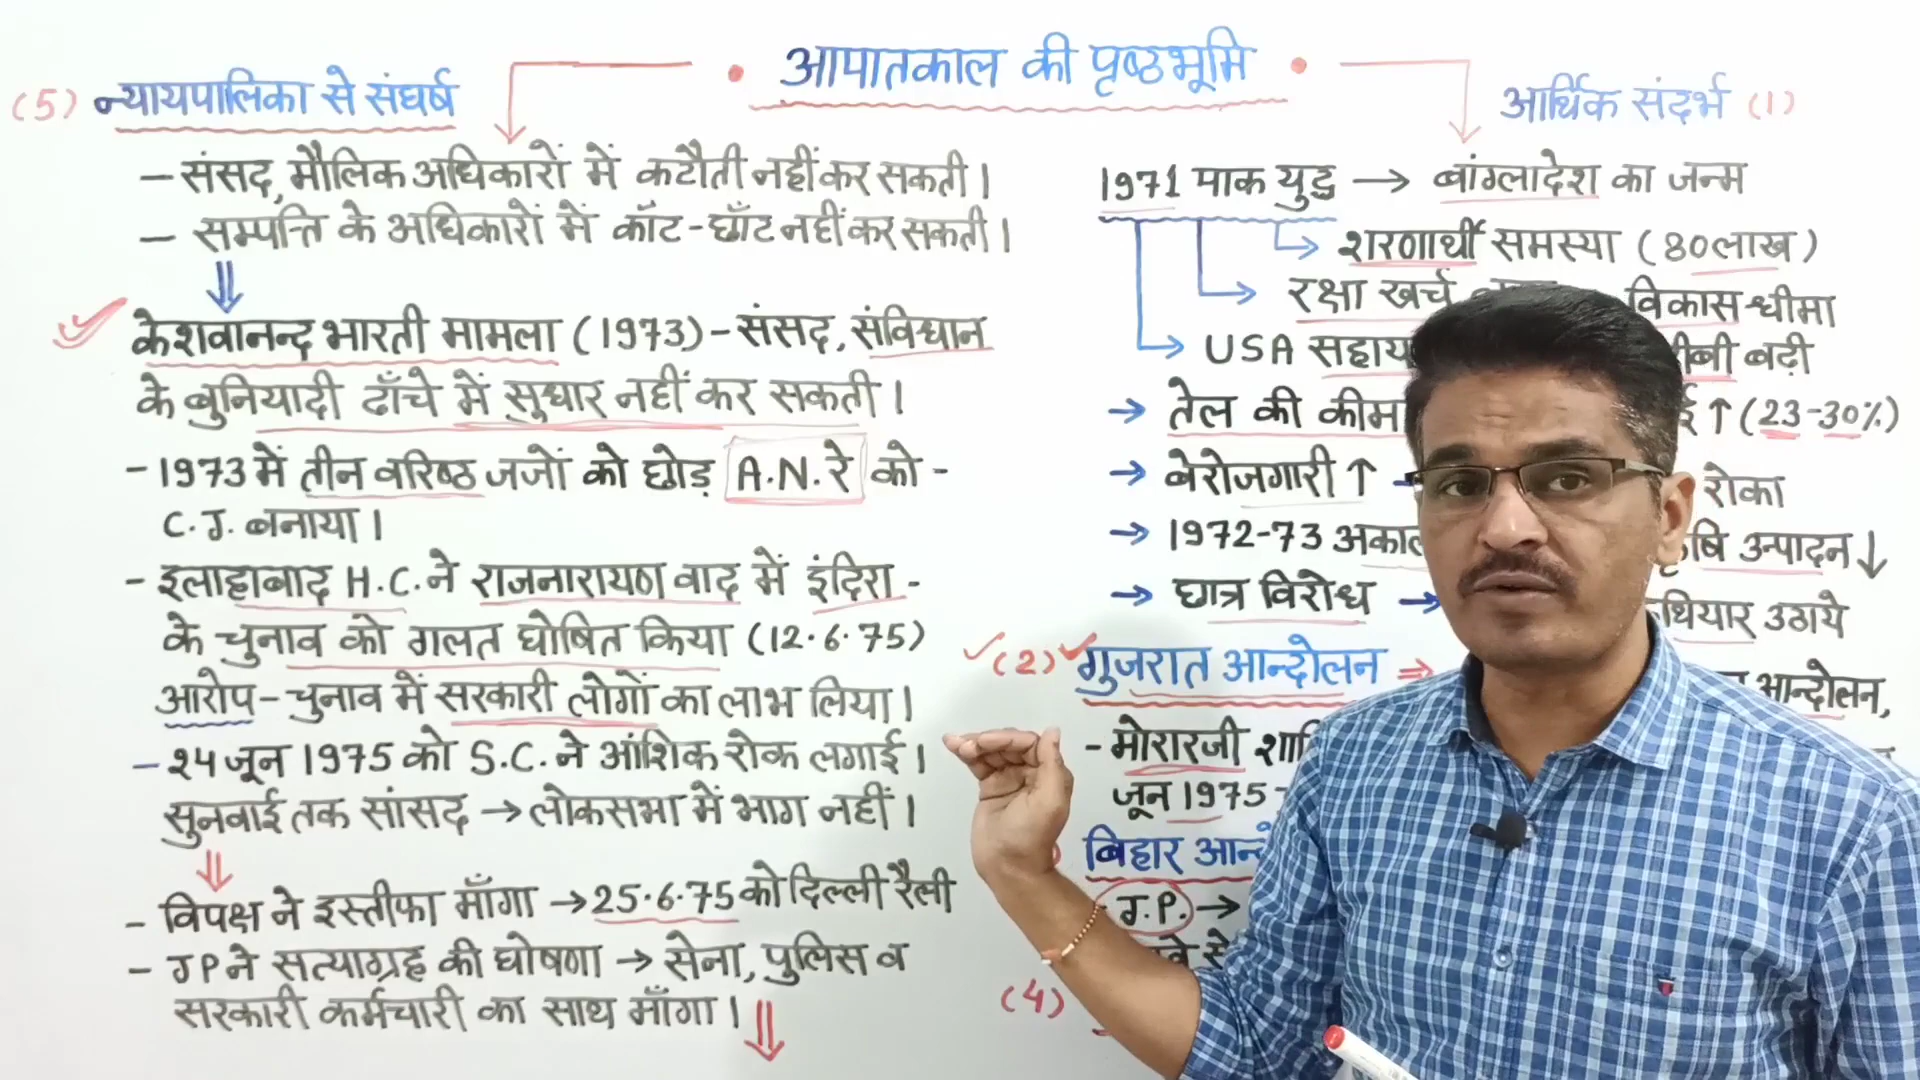 आपातकाल की पृष्ठभूमि
(5) न्यायपालिका से संघर्ष
- संसद, मौलिक अधिकारों में कटौती नहीं कर सकती।
- सम्पत्ति के अधिकारों में काँट-छाँट नहीं कर सकती।
केशवानन्द भारती मामला (1973) - संसद, संविधान
के बुनियादी ढाँचे में सुधार नहीं कर सकती।
- 1973 में तीन वरिष्ठ जजों को छोड़ A.N. रे को -
C.J. बनाया।
- इलाहाबाद H.C. ने राजनारायण वाद में इंदिरा -
के चुनाव को गलत घोषित किया (12.6.75)
आरोप - चुनाव में सरकारी लोगों का लाभ लिया।
- 24 जून 1975 को S.C. ने आंशिक रोक लगाई।
सुनवाई तक सांसद → लोकसभा में भाग नहीं।
- विपक्ष ने इस्तीफा माँगा → 25.6.75 को दिल्ली रैली
- JP ने सत्याग्रह की घोषणा → सेना, पुलिस व
सरकारी कर्मचारी का साथ माँगा।
आर्थिक संदर्भ (1)
1971 पाक युद्ध → बांग्लादेश का जन्म
शरणार्थी समस्या (80 लाख)
रक्षा खर्च विकास धीमा
USA बढ़ी
→ तेल की ↑ (23-30%)
→ बेरोजगारी ↑ रोका
→ 1972-73 उत्पादन ↓
→ छात्र विरोध → उठाये
(2) गुजरात आन्दोलन ⇒ आन्दोलन,
- मोरारजी
जून 1975 -
बिहार
J.P. →
(4)